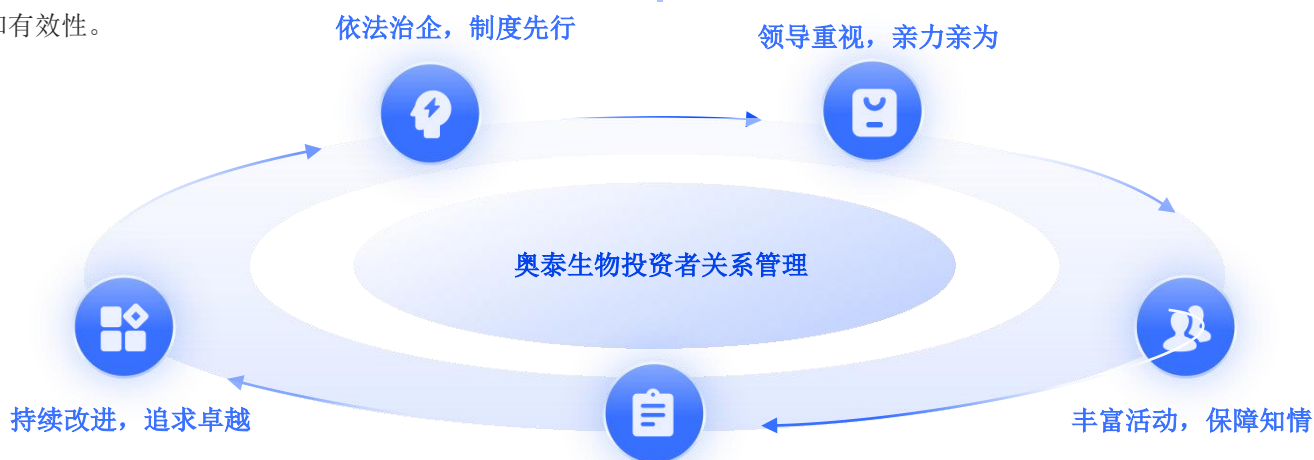 和有效性。
依法治企，制度先行
领导重视，亲力亲为
奥泰生物投资者关系管理
持续改进，追求卓越
丰富活动，保障知情